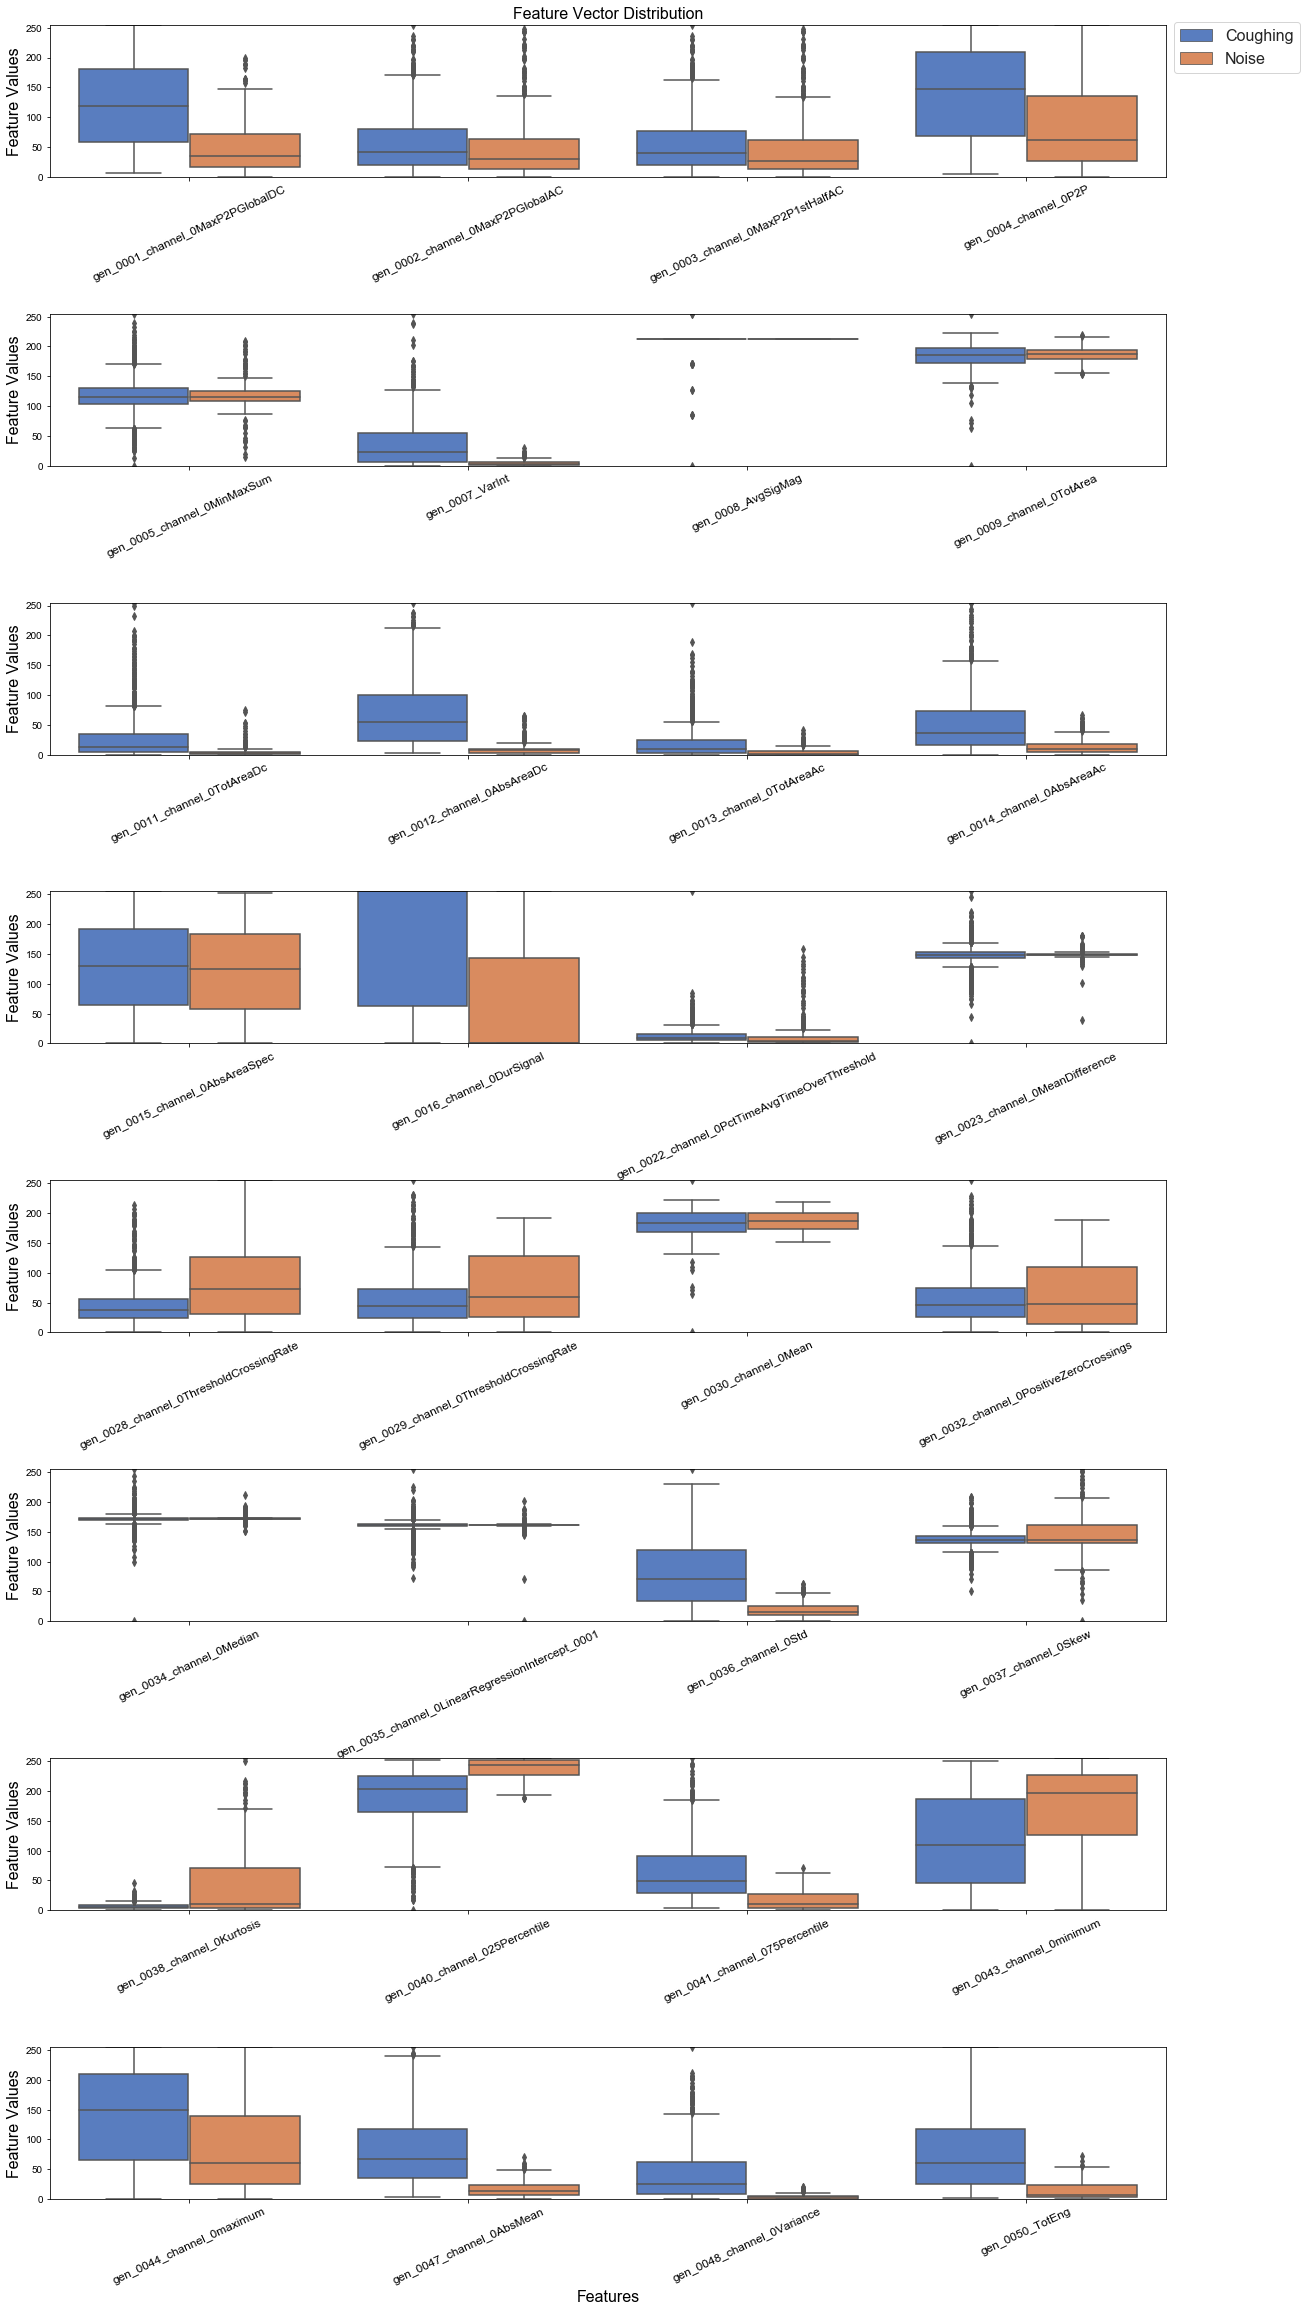 Feature Vector Distribution
Coughing
Noise
Feature Values
250
200
150
100
50
0
gen_0001_channel_0MaxP2PGlobalDC
gen_0002_channel_0MaxP2PGlobalAC
gen_0003_channel_0MaxP2P1stHalfAC
gen_0004_channel_0P2P
Feature Values
250
200
150
100
50
0
gen_0005_channel_0MinMaxSum
gen_0007_VarInt
gen_0008_AvgSigMag
gen_0009_channel_0TotArea
Feature Values
250
200
150
100
50
0
gen_0011_channel_0TotAreaDc
gen_0012_channel_0AbsAreaDc
gen_0013_channel_0TotAreaAc
gen_0014_channel_0AbsAreaAc
Feature Values
250
200
150
100
50
0
gen_0015_channel_0AbsAreaSpec
gen_0016_channel_0DurSignal
gen_0022_channel_0PctTimeAvgTimeOverThreshold
gen_0023_channel_0MeanDifference
Feature Values
250
200
150
100
50
0
gen_0028_channel_0ThresholdCrossingRate
gen_0029_channel_0ThresholdCrossingRate
gen_0030_channel_0Mean
gen_0032_channel_0PositiveZeroCrossings
Feature Values
250
200
150
100
50
0
gen_0034_channel_0Median
gen_0035_channel_0LinearRegressionIntercept_0001
gen_0036_channel_0Std
gen_0037_channel_0Skew
Feature Values
250
200
150
100
50
0
gen_0038_channel_0Kurtosis
gen_0040_channel_025Percentile
gen_0041_channel_075Percentile
gen_0043_channel_0minimum
Feature Values
250
200
150
100
50
0
gen_0044_channel_0maximum
gen_0047_channel_0AbsMean
gen_0048_channel_0Variance
gen_0050_TotEng
Features